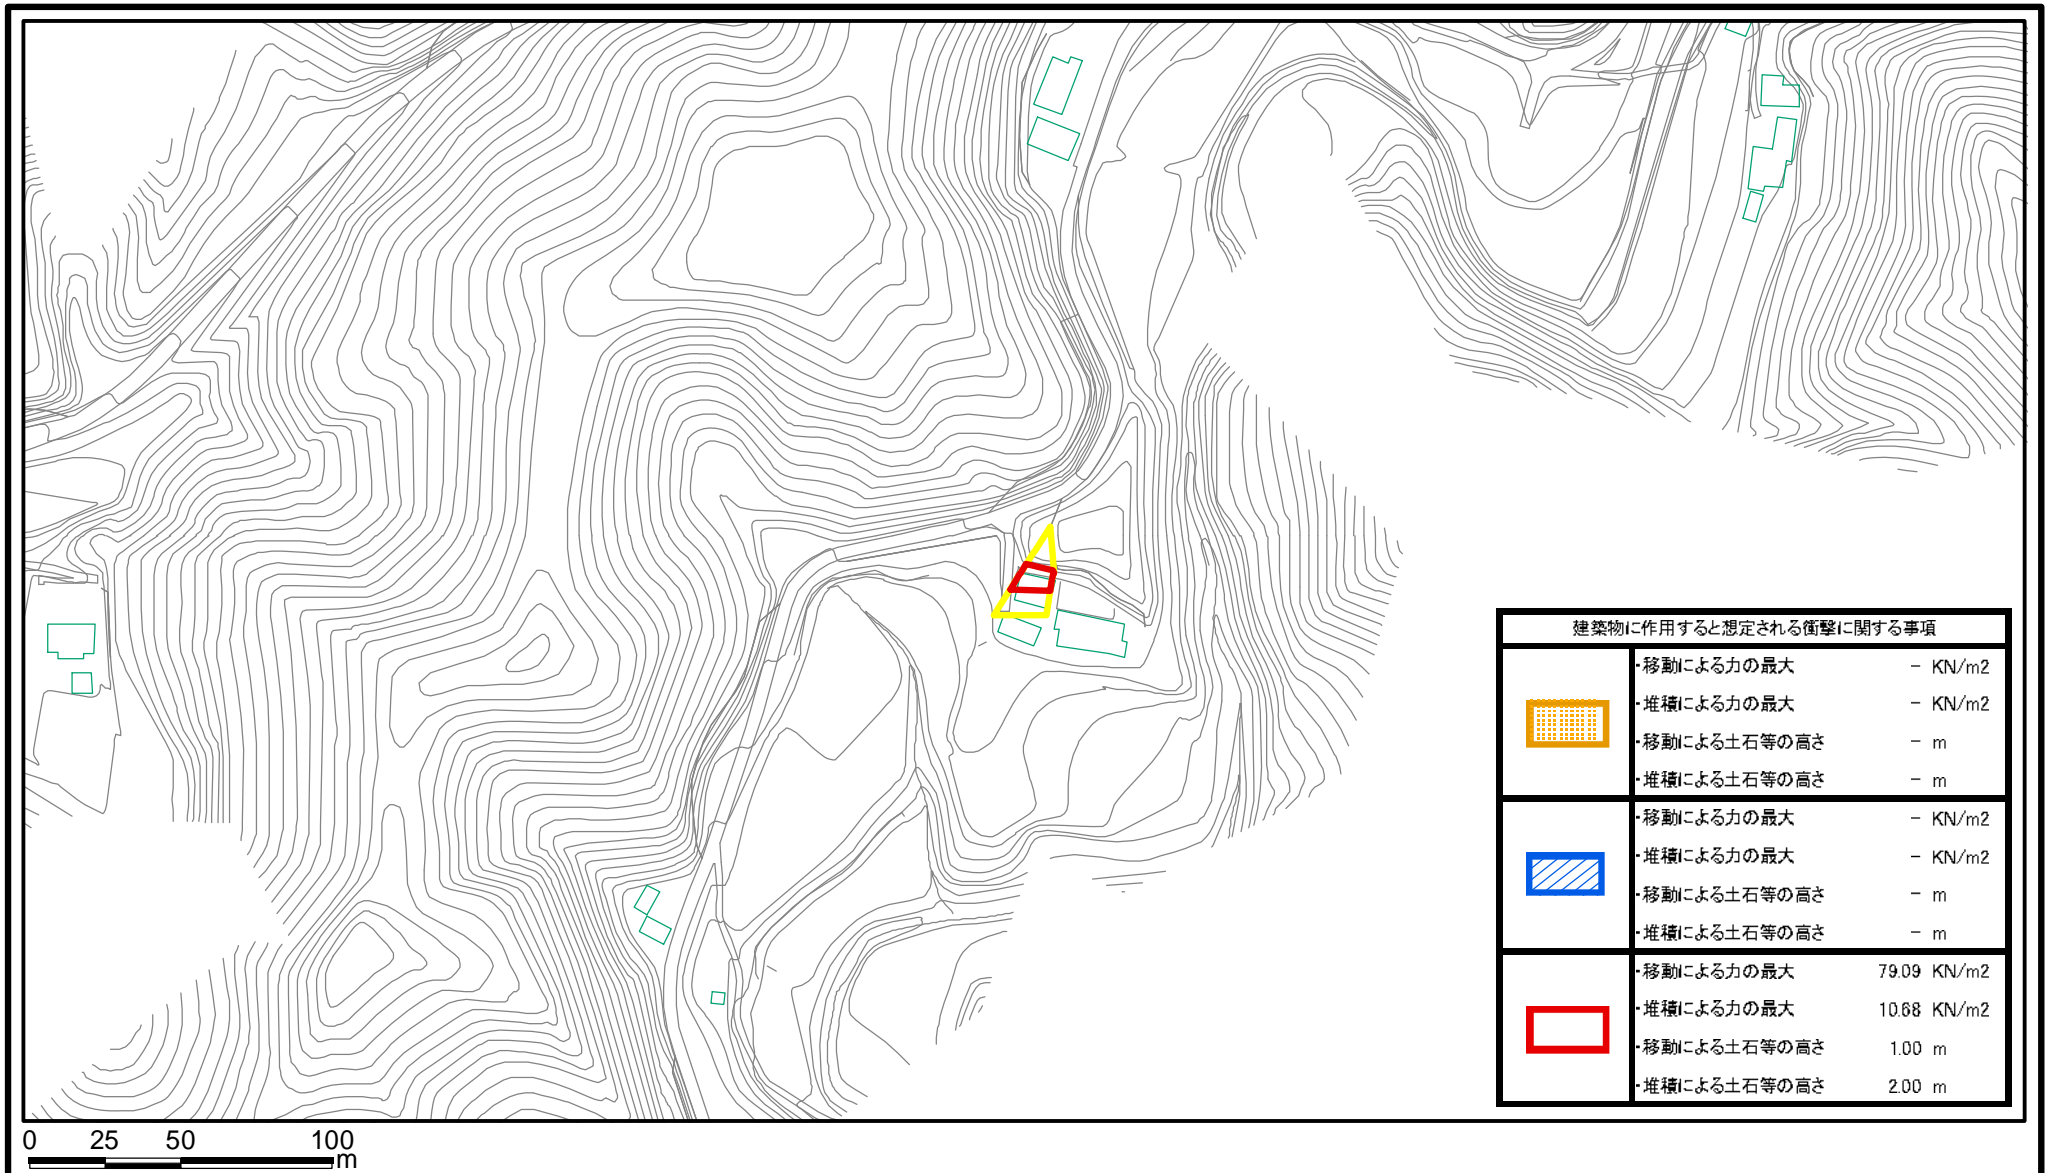 建築物に作用すると想定される衝撃に関する事項
・移動による力の最大 － KN/m2
・堆積による力の最大 － KN/m2
・移動による土石等の高さ － m
・堆積による土石等の高さ － m
・移動による力の最大 － KN/m2
・堆積による力の最大 － KN/m2
・移動による土石等の高さ － m
・堆積による土石等の高さ － m
・移動による力の最大 79.09 KN/m2
・堆積による力の最大 10.68 KN/m2
・移動による土石等の高さ 1.00 m
・堆積による土石等の高さ 2.00 m
0 25 50 100
m